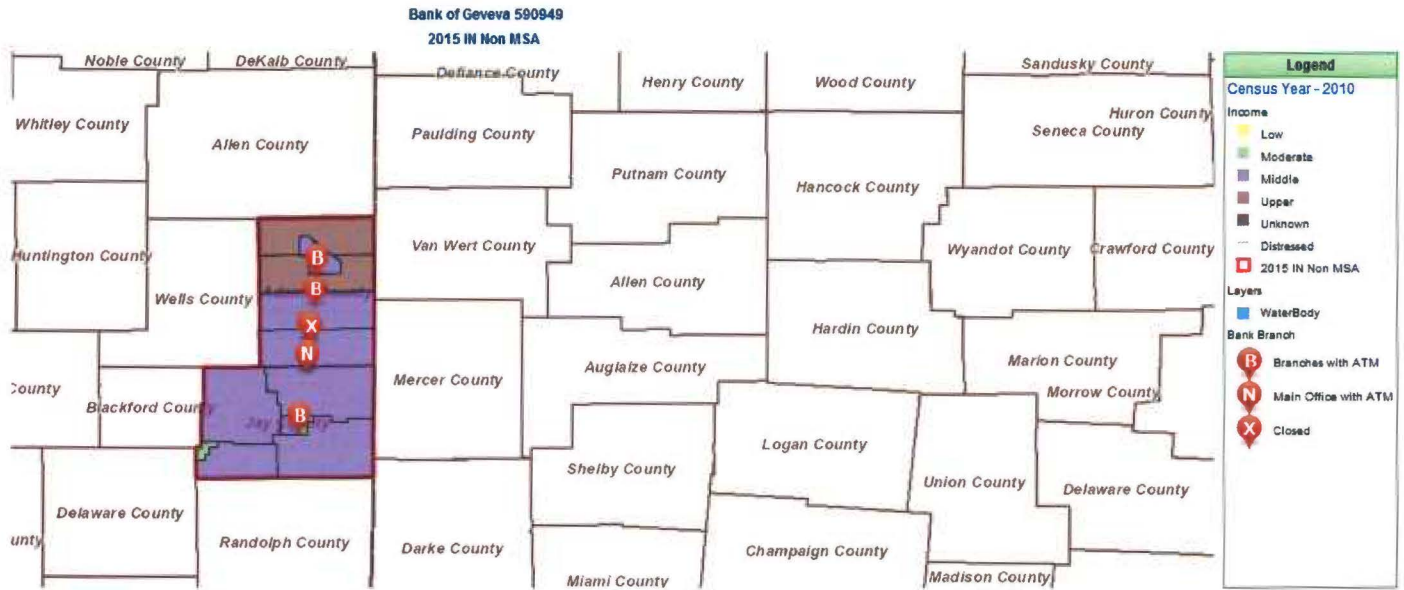 Bank of Geveva 590949
2015 IN Non MSA
Noble County
DeKalb County
Defiance County
Henry County
Wood County
Sandusky County
Whitley County
Allen County
Paulding County
Putnam County
Hancock County
Huron County
Seneca County
Huntington County
Wells County
Van Wert County
Allen County
Wyandot County
Crawford County
B
B
X
N
B
County
Blackford County
Jay County
Mercer County
Auglaize County
Hardin County
Marion County
Morrow County
Delaware County
Randolph County
Darke County
Shelby County
Logan County
Union County
Delaware County
unty
Miami County
Champaign County
Madison County
Legend
Census Year - 2010
Income
Low
Moderate
Middle
Upper
Unknown
Distressed
2015 IN Non MSA
Layers
WaterBody
Bank Branch
B Branches with ATM
N Main Office with ATM
X Closed